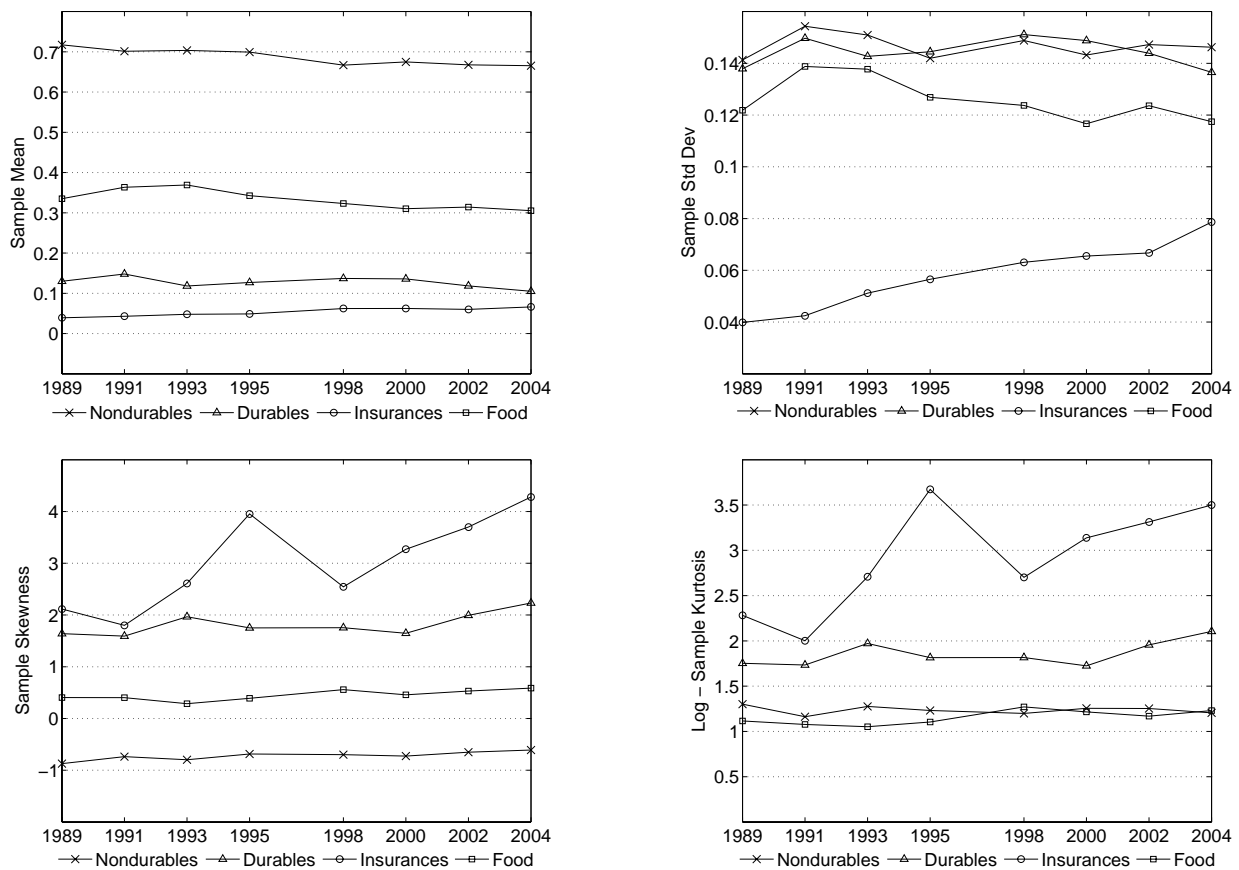 Sample Mean
0.7
0.6
0.5
0.4
0.3
0.2
0.1
0
1989 1991 1993 1995 1998 2000 2002 2004
Nondurables Durables Insurances Food
Sample Std Dev
0.14
0.12
0.1
0.08
0.06
0.04
1989 1991 1993 1995 1998 2000 2002 2004
Nondurables Durables Insurances Food
Sample Skewness
4
3
2
1
0
−1
1989 1991 1993 1995 1998 2000 2002 2004
Nondurables Durables Insurances Food
Log − Sample Kurtosis
3.5
3
2.5
2
1.5
1
0.5
1989 1991 1993 1995 1998 2000 2002 2004
Nondurables Durables Insurances Food